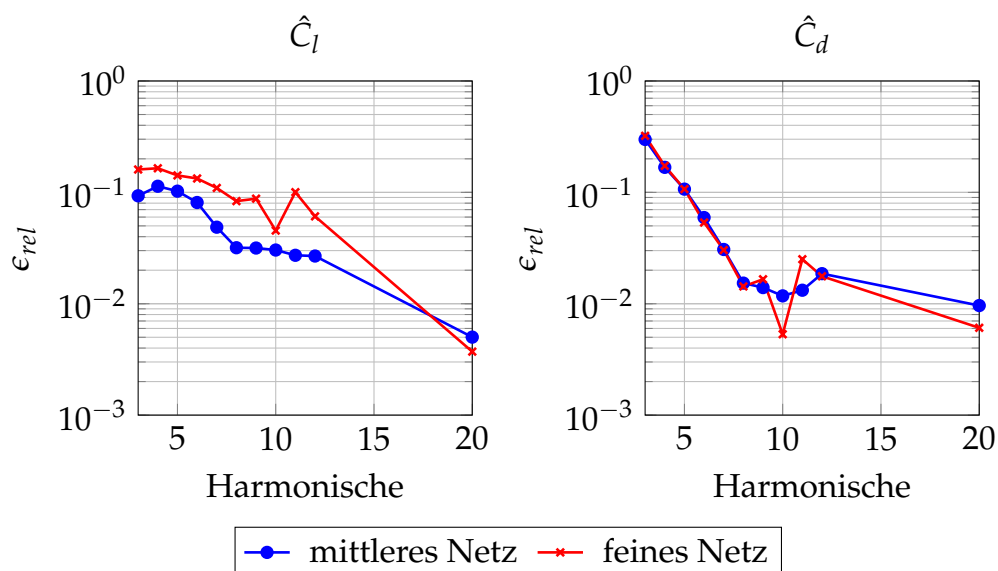 Ĉ_l
10^0
10^-1
10^-2
10^-3
ϵ_rel
5 10 15 20
Harmonische
Ĉ_d
10^0
10^-1
10^-2
10^-3
ϵ_rel
5 10 15 20
Harmonische
mittleres Netz feines Netz